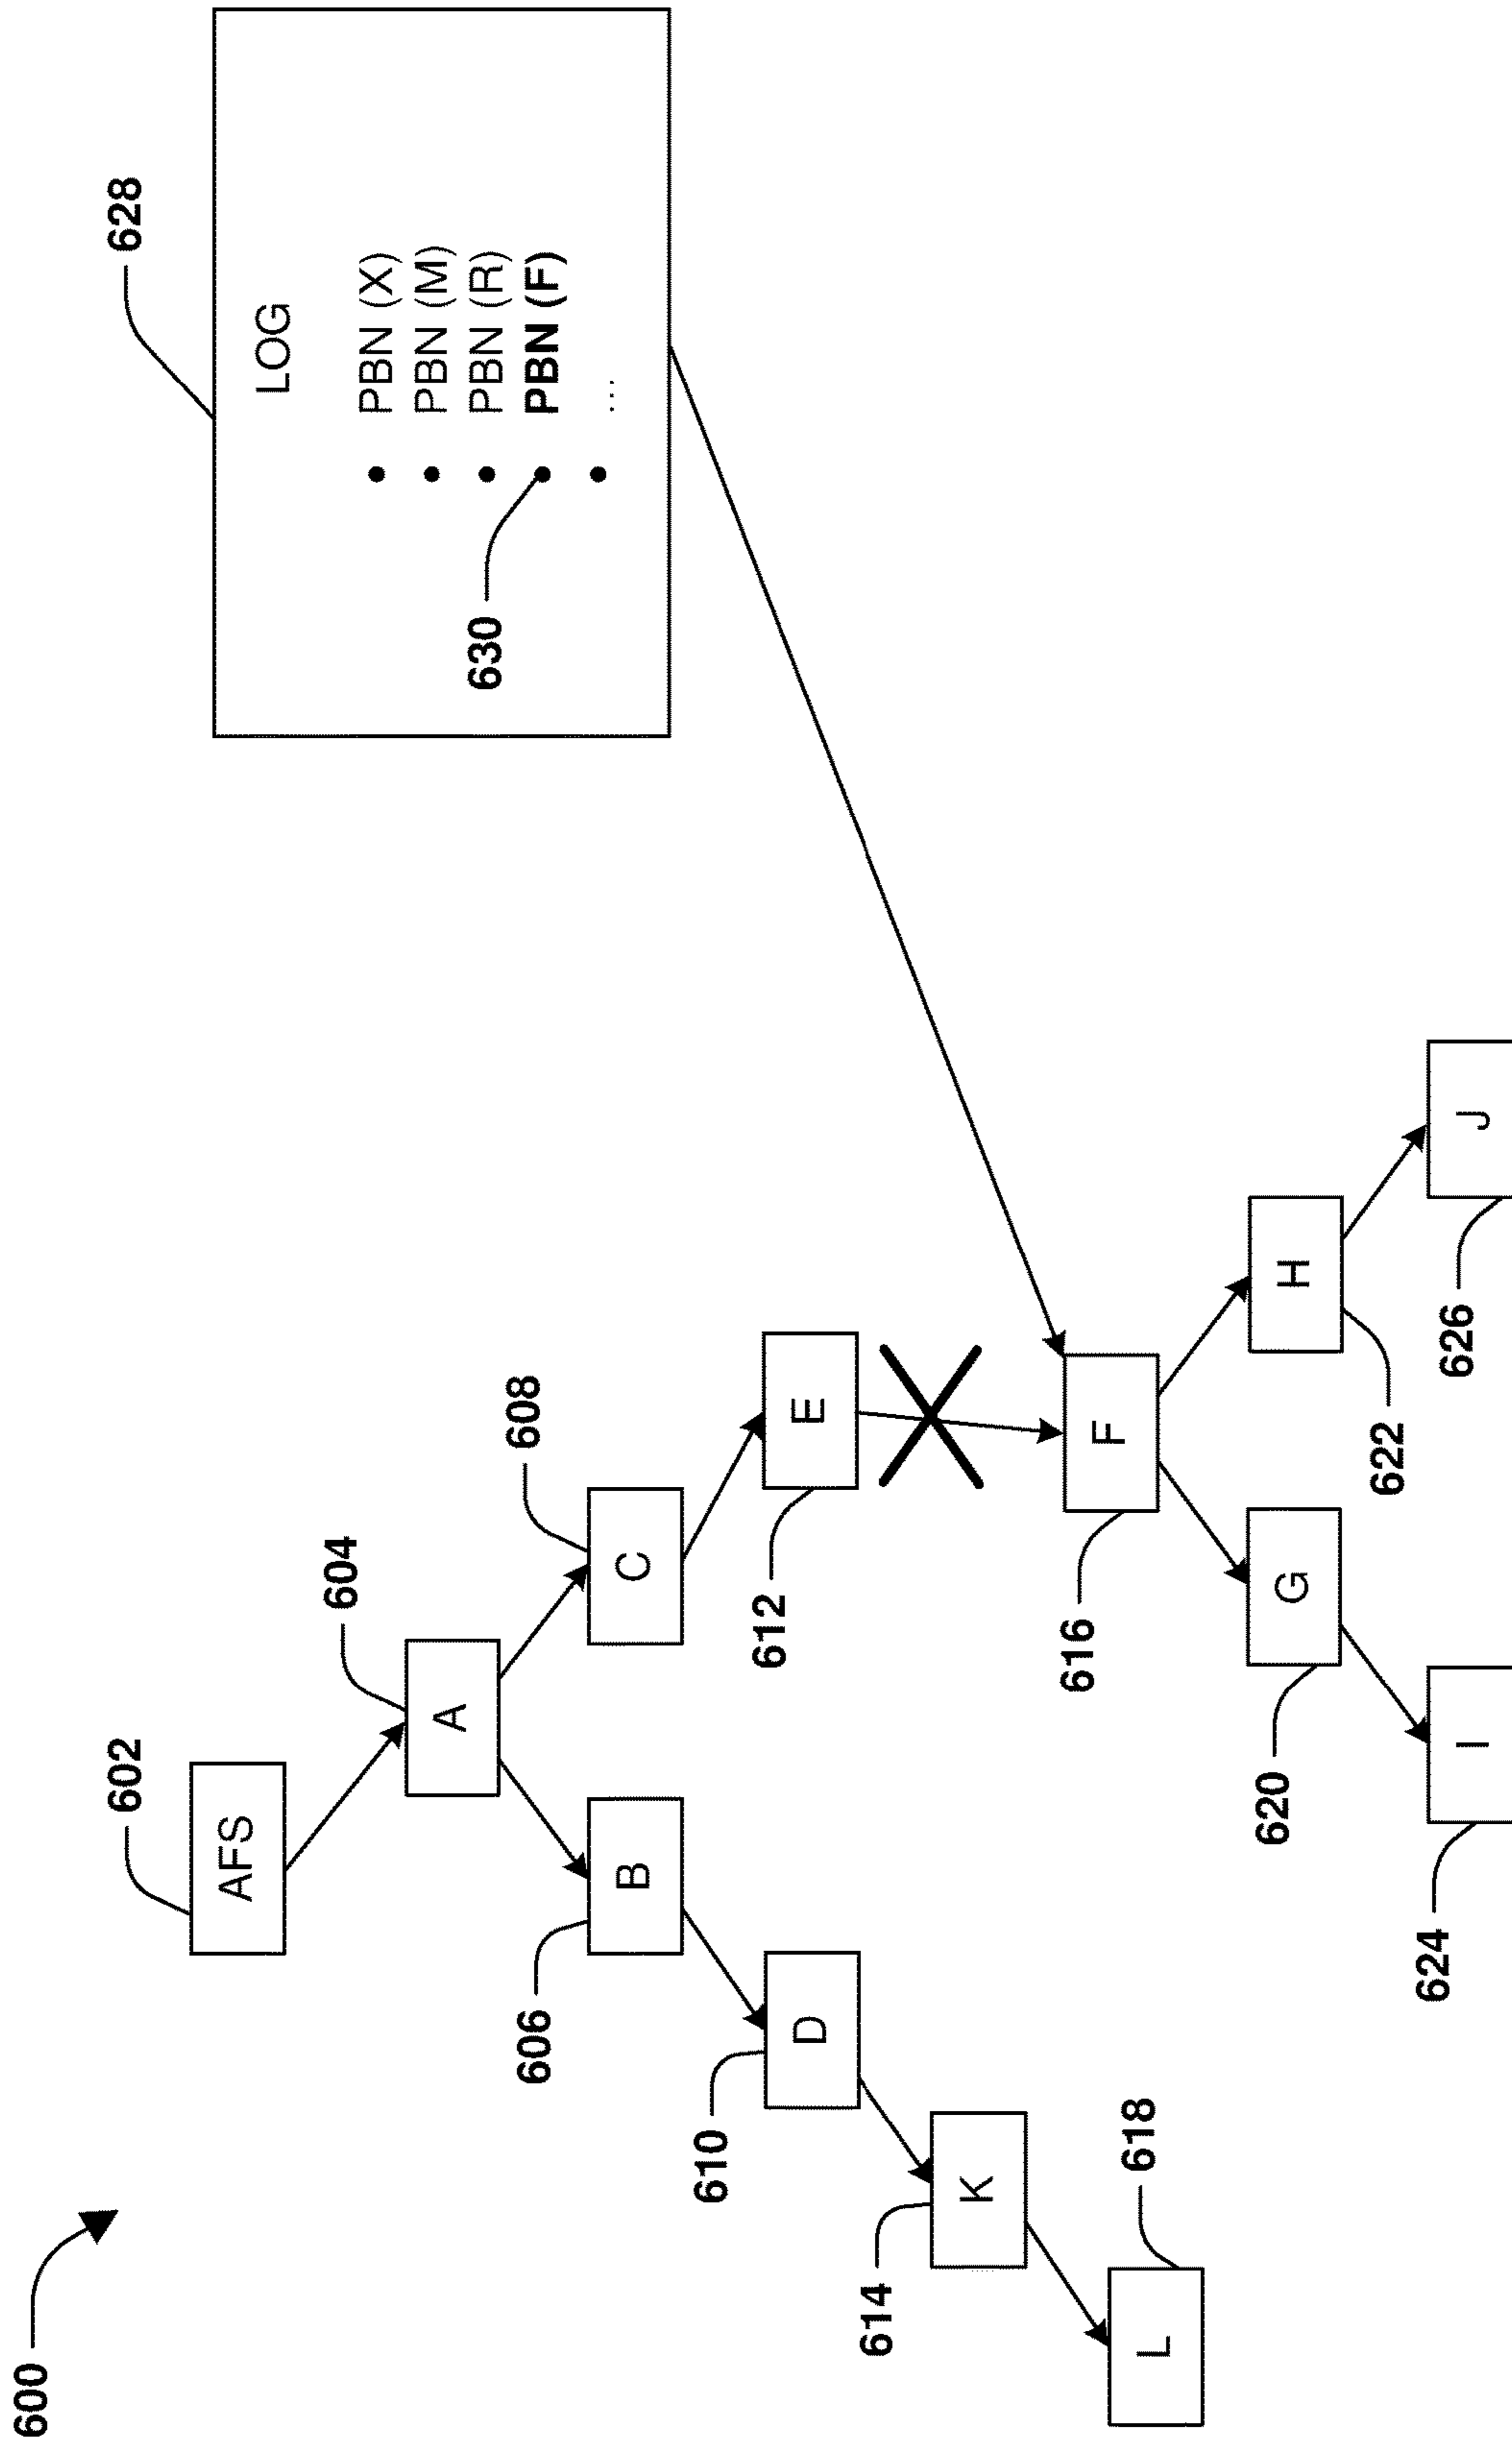 600
602
AFS
604
A
606
B
608
C
610
D
612
E
614
K
616
F
618
L
620
G
622
H
624
I
626
J
628
LOG
• PBN (X)
• PBN (M)
• PBN (R)
• PBN (F)
• ...
630